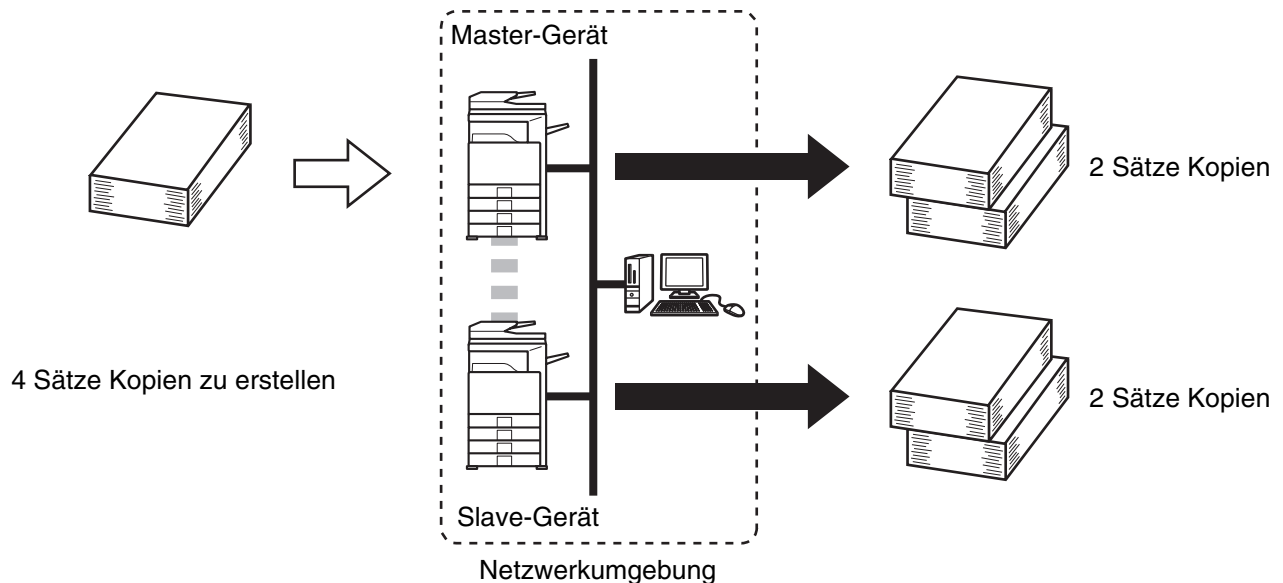 Master-Gerät
2 Sätze Kopien
4 Sätze Kopien zu erstellen
2 Sätze Kopien
Slave-Gerät
Netzwerkumgebung